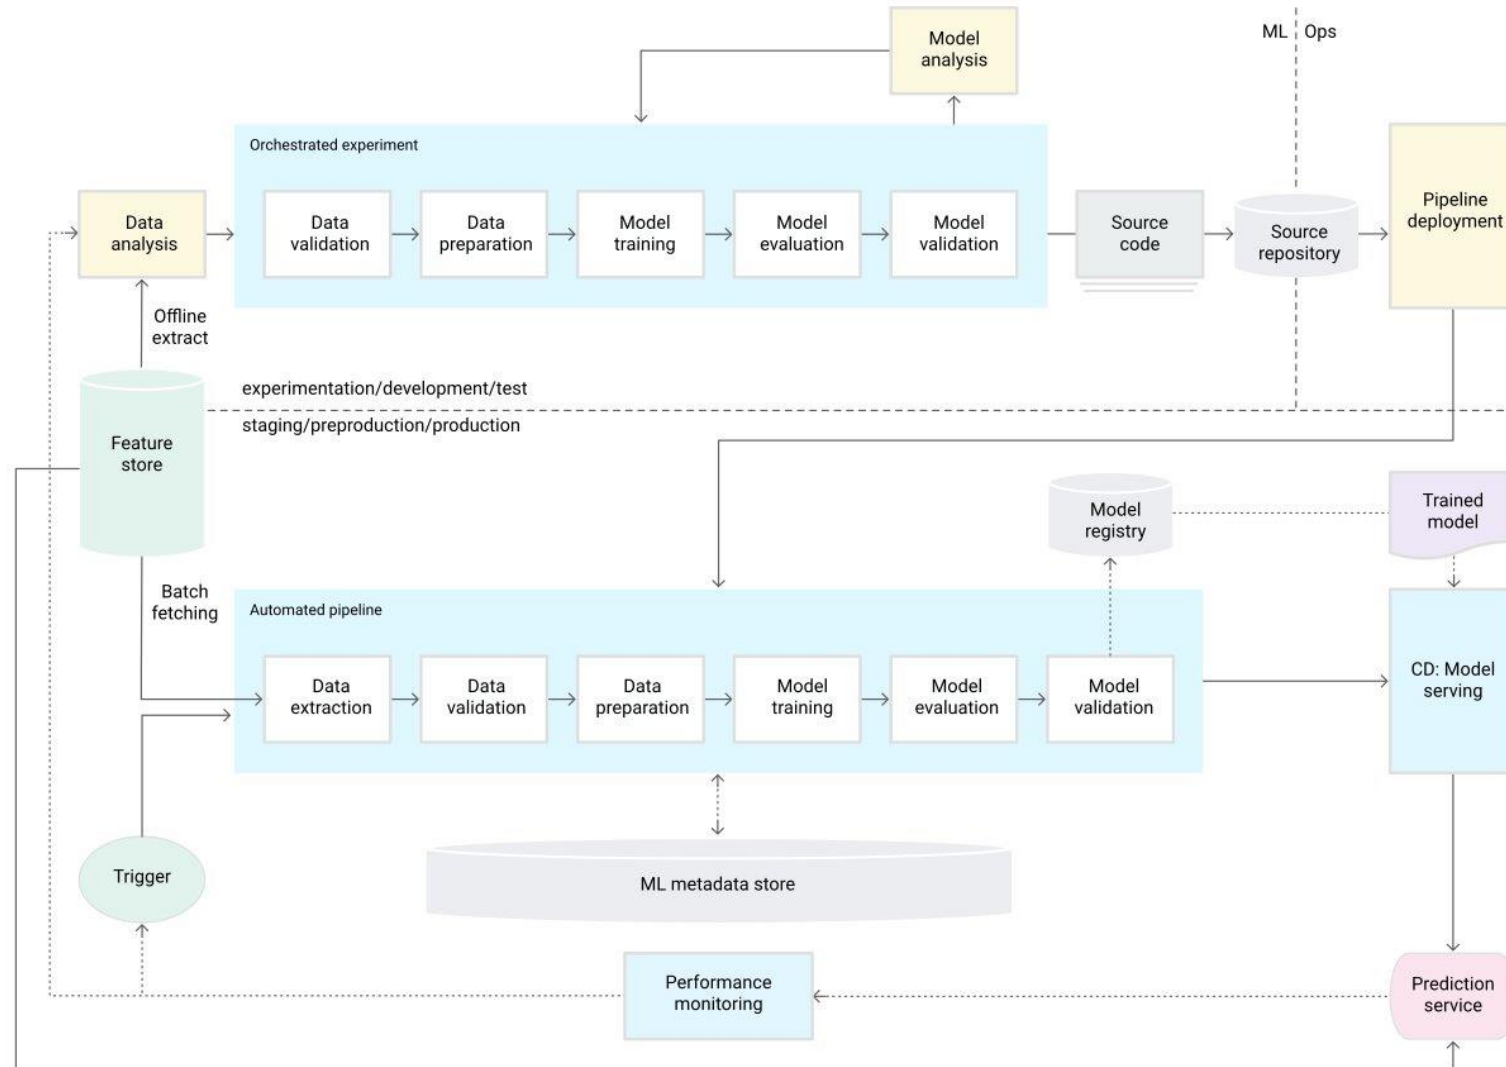 Model
analysis
ML
Ops
Orchestrated experiment
Data
analysis
Data
validation
Data
preparation
Model
training
Model
evaluation
Model
validation
Source
code
Source
repository
Pipeline
deployment
Offline
extract
experimentation/development/test
staging/preproduction/production
Feature
store
Model
registry
Trained
model
Batch
fetching
Automated pipeline
Data
extraction
Data
validation
Data
preparation
Model
training
Model
evaluation
Model
validation
CD: Model
serving
Trigger
ML metadata store
Performance
monitoring
Prediction
service